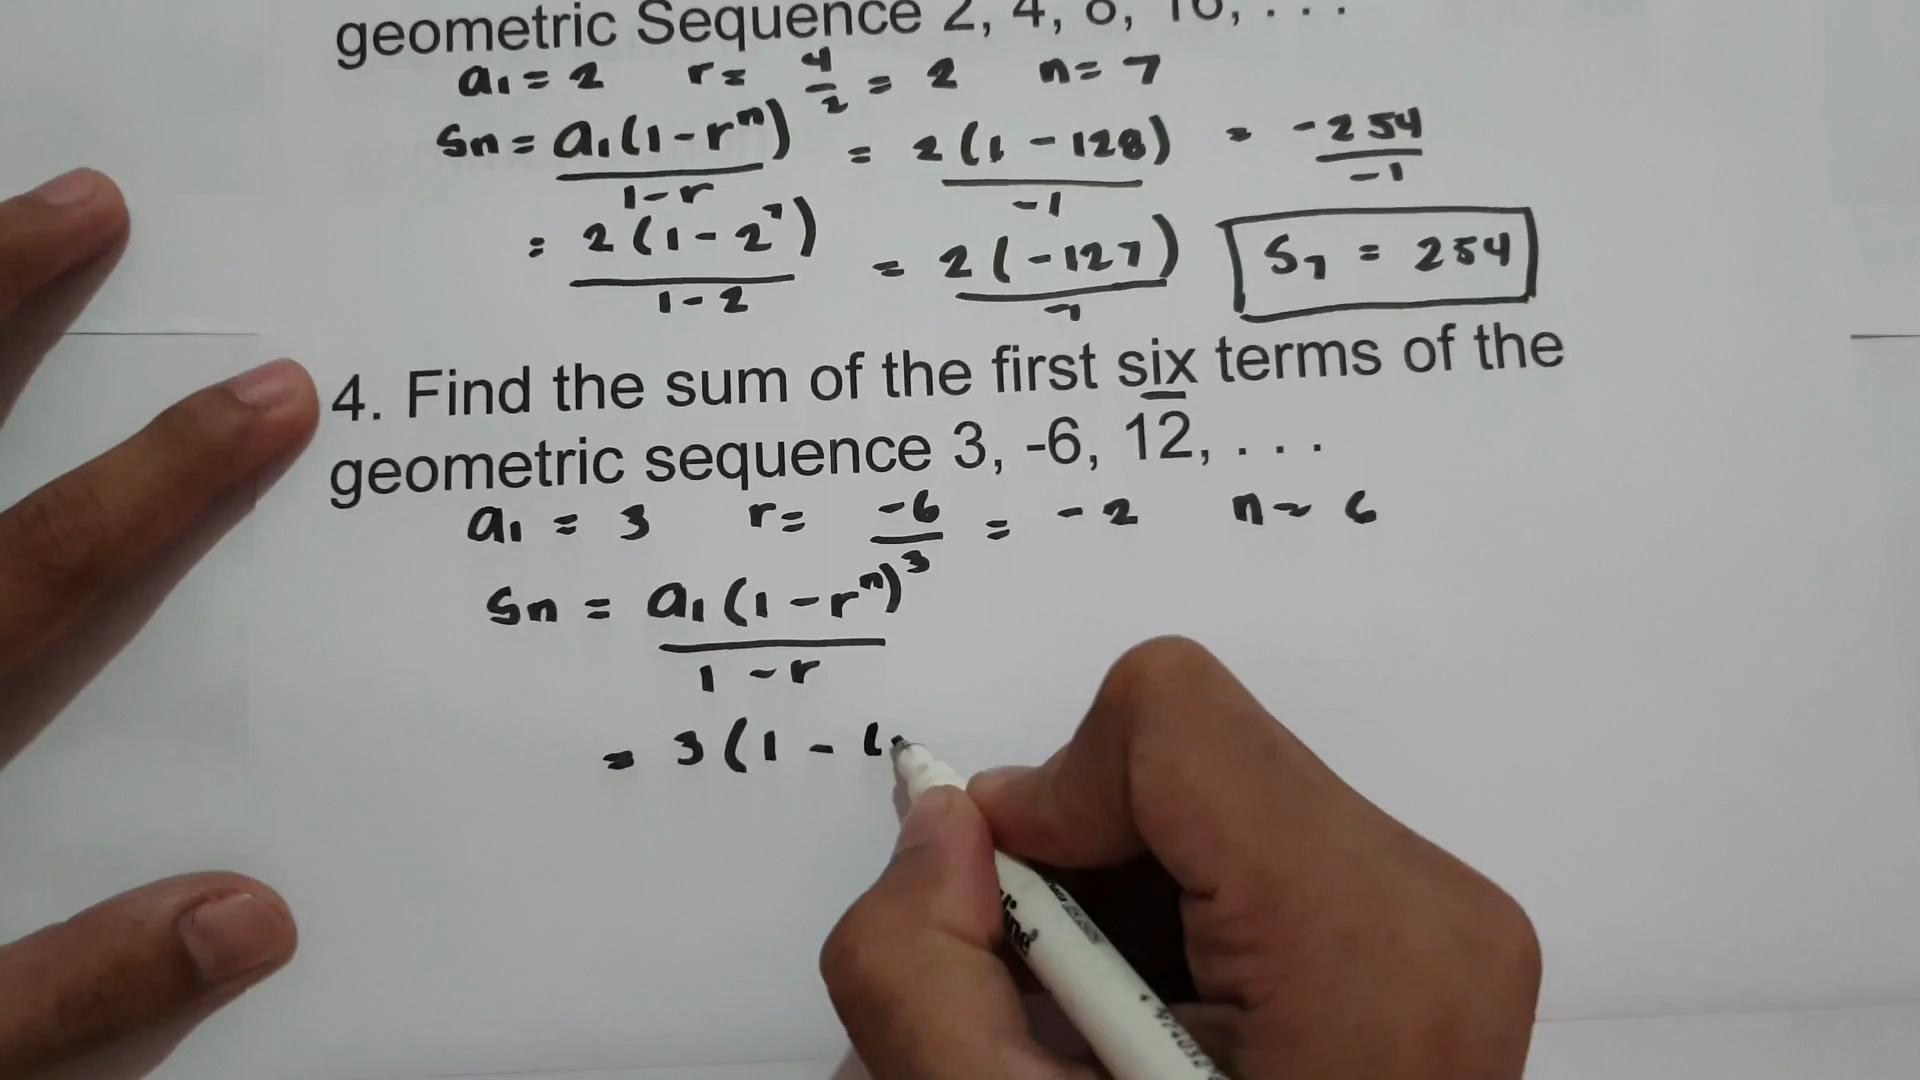 geometric Sequence 2, 4, 8, 16, . . .
a1 = 2 r = 4/2 = 2 n = 7
Sn = a1(1-r^n)/1-r = 2(1-128)/-1 = -254/-1
= 2(1-2^7)/1-2 = 2(-127)/-1 S7 = 254
4. Find the sum of the first six terms of the
geometric sequence 3, -6, 12, . . .
a1 = 3 r = -6/3 = -2 n = 6
Sn = a1(1-r^n)/1-r
= 3(1-(